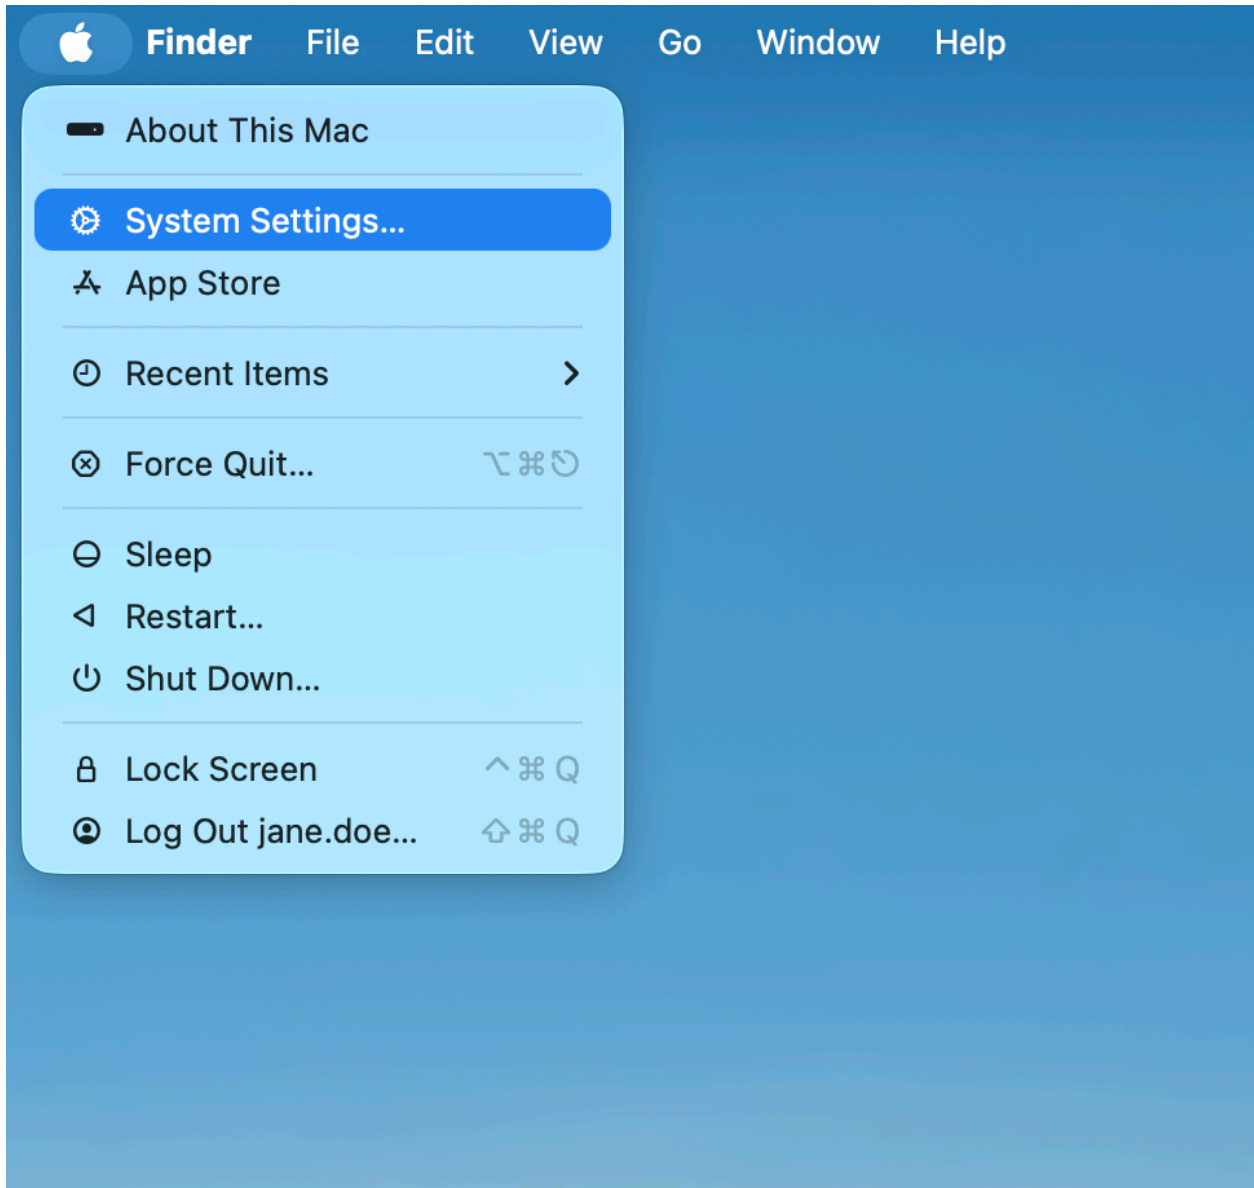 Finder File Edit View Go Window Help
About This Mac
System Settings...
App Store
Recent Items
Force Quit... ⌥⌘⎋
Sleep
Restart...
Shut Down...
Lock Screen ^⌘Q
Log Out jane.doe... ⇧⌘Q